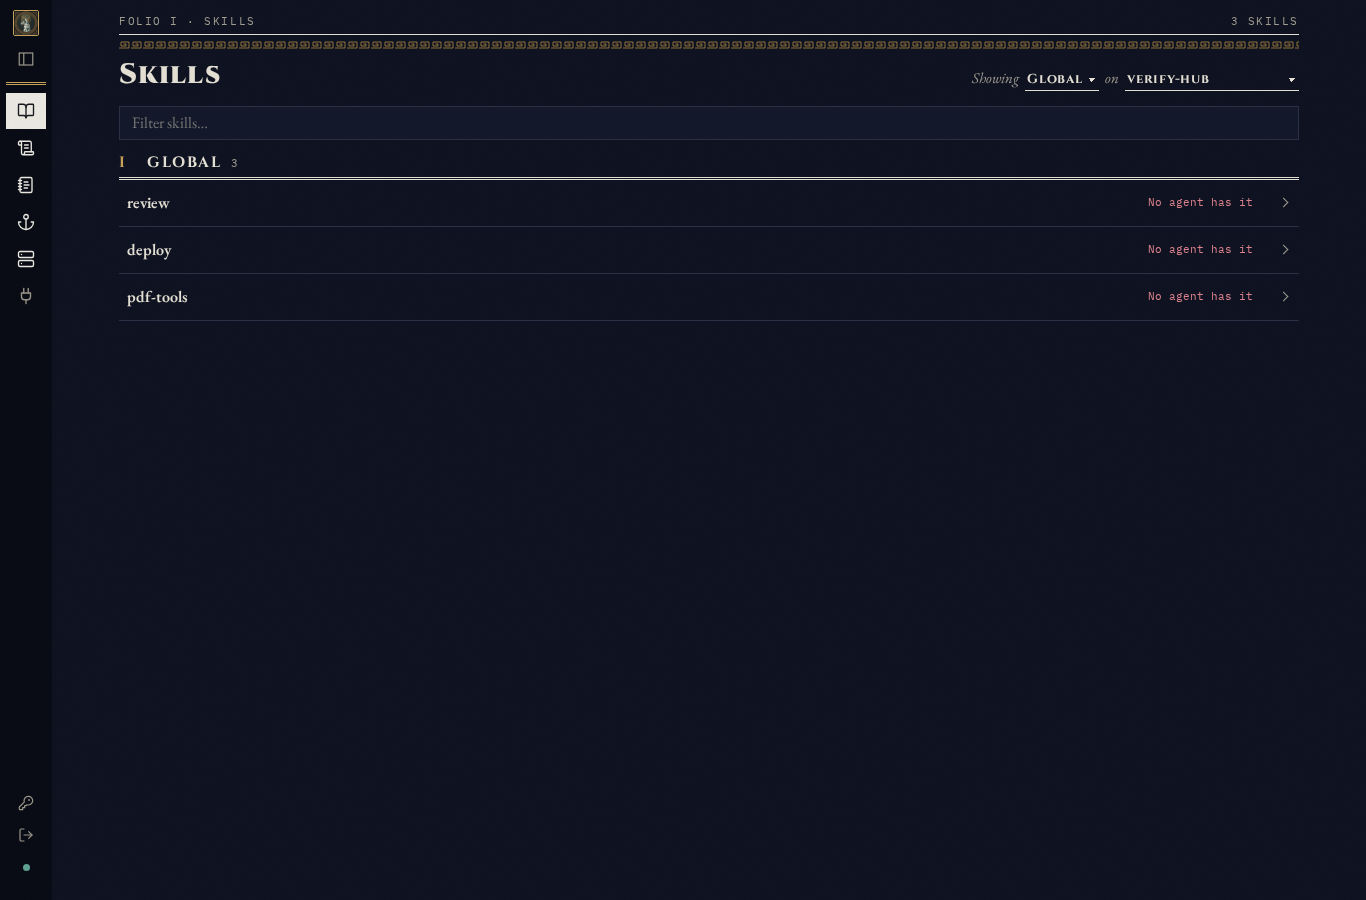 FOLIO I · SKILLS 3 SKILLS
Skills Showing Global on verify-hub
Filter skills...
I GLOBAL 3
review No agent has it
deploy No agent has it
pdf-tools No agent has it